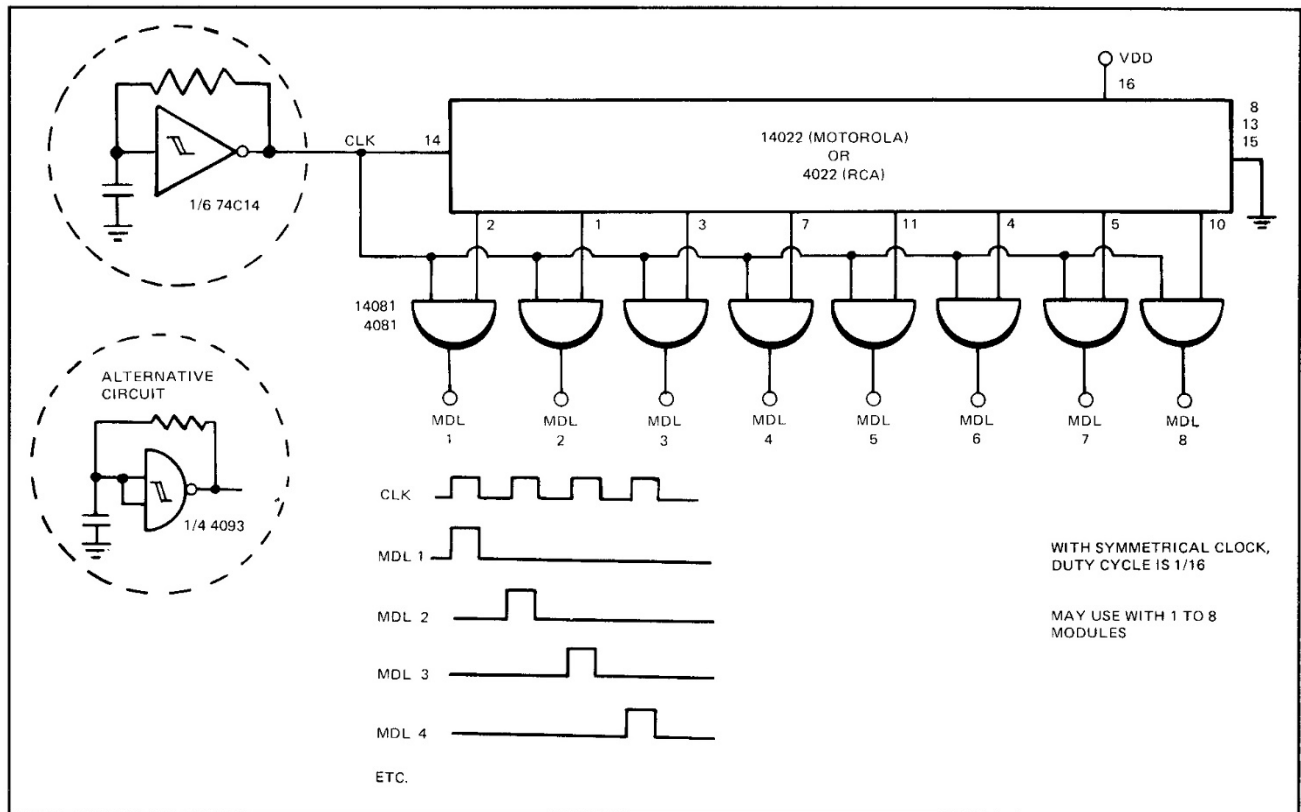 VDD
16
CLK
14
14022 (MOTOROLA)
OR
4022 (RCA)
8
13
15
1/6 74C14
2
1
3
7
11
4
5
10
14081
4081
ALTERNATIVE
CIRCUIT
1/4 4093
MDL
1
MDL
2
MDL
3
MDL
4
MDL
5
MDL
6
MDL
7
MDL
8
CLK
MDL 1
MDL 2
MDL 3
MDL 4
ETC.
WITH SYMMETRICAL CLOCK,
DUTY CYCLE IS 1/16
MAY USE WITH 1 TO 8
MODULES